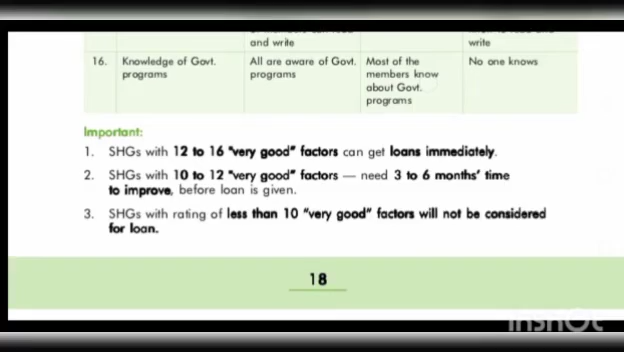 and write
write
16. Knowledge of Govt. All are aware of Govt. Most of the No one knows
programs programs members know
about Govt.
programs
Important:
1. SHGs with 12 to 16 "very good" factors can get loans immediately.
2. SHGs with 10 to 12 "very good" factors — need 3 to 6 months' time
to improve, before loan is given.
3. SHGs with rating of less than 10 "very good" factors will not be considered
for loan.
18